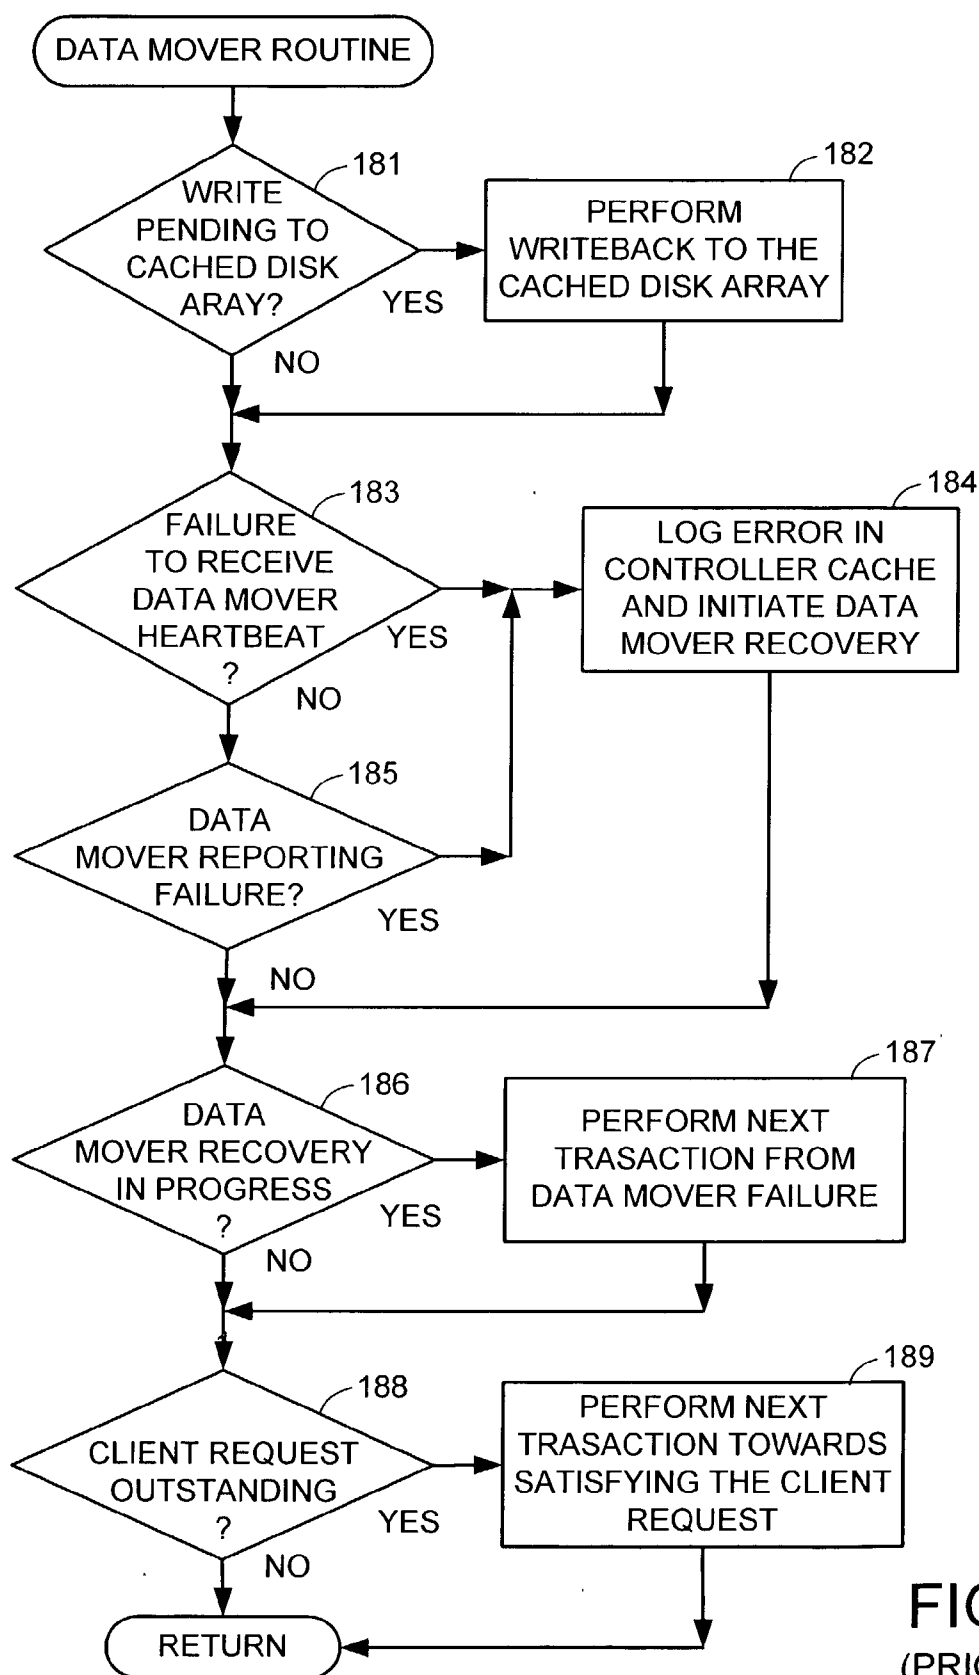 DATA MOVER ROUTINE
181
WRITE
PENDING TO
CACHED DISK
ARAY?
YES
NO
182
PERFORM
WRITEBACK TO THE
CACHED DISK ARRAY
183
FAILURE
TO RECEIVE
DATA MOVER
HEARTBEAT
?
YES
NO
184
LOG ERROR IN
CONTROLLER CACHE
AND INITIATE DATA
MOVER RECOVERY
185
DATA
MOVER REPORTING
FAILURE?
YES
NO
186
DATA
MOVER RECOVERY
IN PROGRESS
?
YES
NO
187
PERFORM NEXT
TRASACTION FROM
DATA MOVER FAILURE
188
CLIENT REQUEST
OUTSTANDING
?
YES
NO
189
PERFORM NEXT
TRASACTION TOWARDS
SATISFYING THE CLIENT
REQUEST
RETURN
(PRIOR